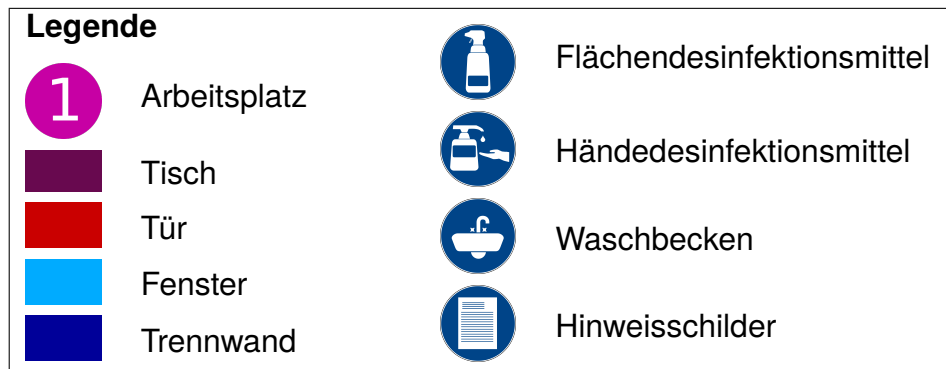 Legende
1 Arbeitsplatz
Tisch
Tür
Fenster
Trennwand
Flächendesinfektionsmittel
Händedesinfektionsmittel
Waschbecken
Hinweisschilder